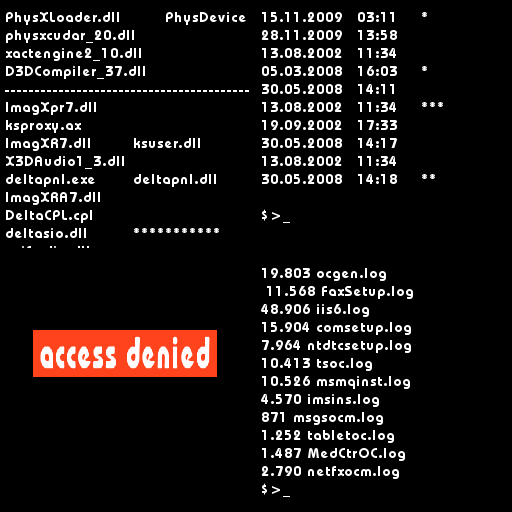 PhysXLoader.dll PhysDevice
physxcudar_20.dll
xactengine2_10.dll
D3DCompiler_37.dll
-----------------------------------------
ImagXpr7.dll
ksproxy.ax
ImagXR7.dll ksuser.dll
X3DAudio1_3.dll
deltapnl.exe deltapnl.dll
ImagXRA7.dll
DeltaCPL.cpl
deltasio.dll ***********
15.11.2009 03:11 *
28.11.2009 13:58
13.08.2002 11:34
05.03.2008 16:03 *
30.05.2008 14:11
13.08.2002 11:34 ***
19.09.2002 17:33
30.05.2008 14:17
13.08.2002 11:34
30.05.2008 14:18 **
$>_
access denied
19.803 ocgen.log
11.568 FaxSetup.log
48.906 iis6.log
15.904 comsetup.log
7.964 ntdtcsetup.log
10.413 tsoc.log
10.526 msmqinst.log
4.570 imsins.log
871 msgsocm.log
1.252 tabletoc.log
1.487 MedCtrOC.log
2.790 netfxocm.log
$>_